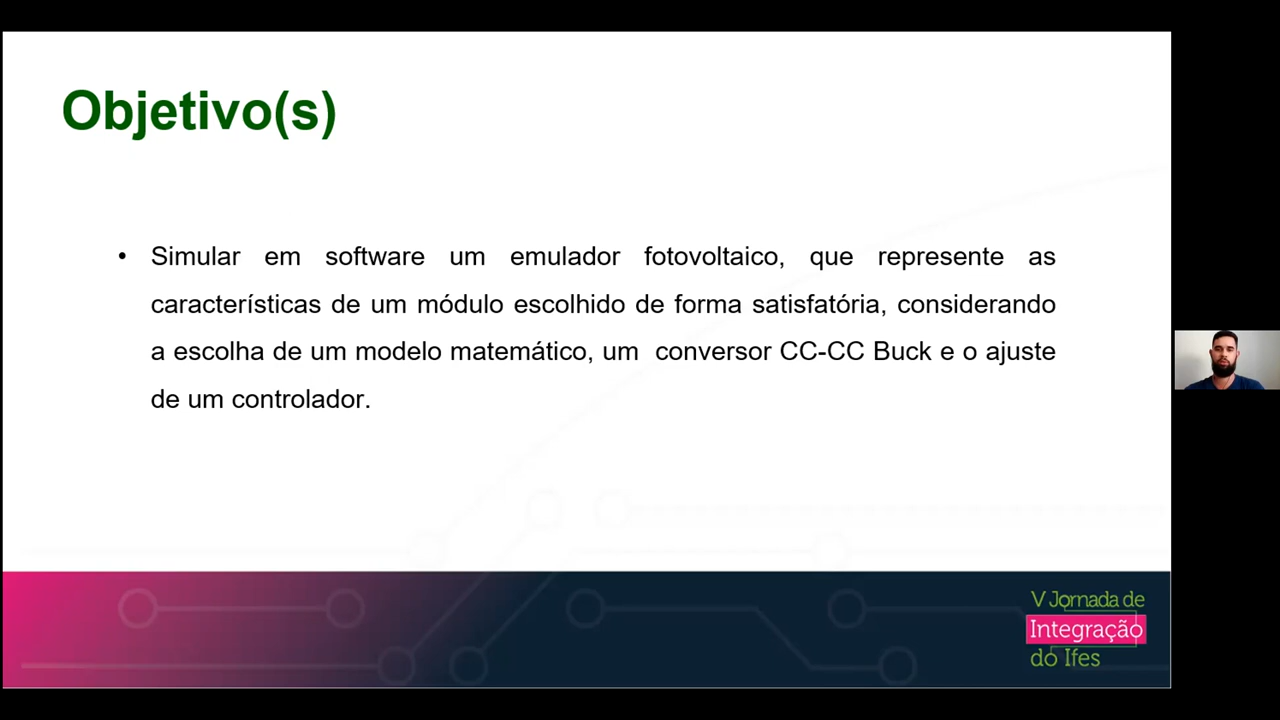 Objetivo(s)
• Simular em software um emulador fotovoltaico, que represente as
características de um módulo escolhido de forma satisfatória, considerando
a escolha de um modelo matemático, um conversor CC-CC Buck e o ajuste
de um controlador.
V Jornada de
Integração
do Ifes